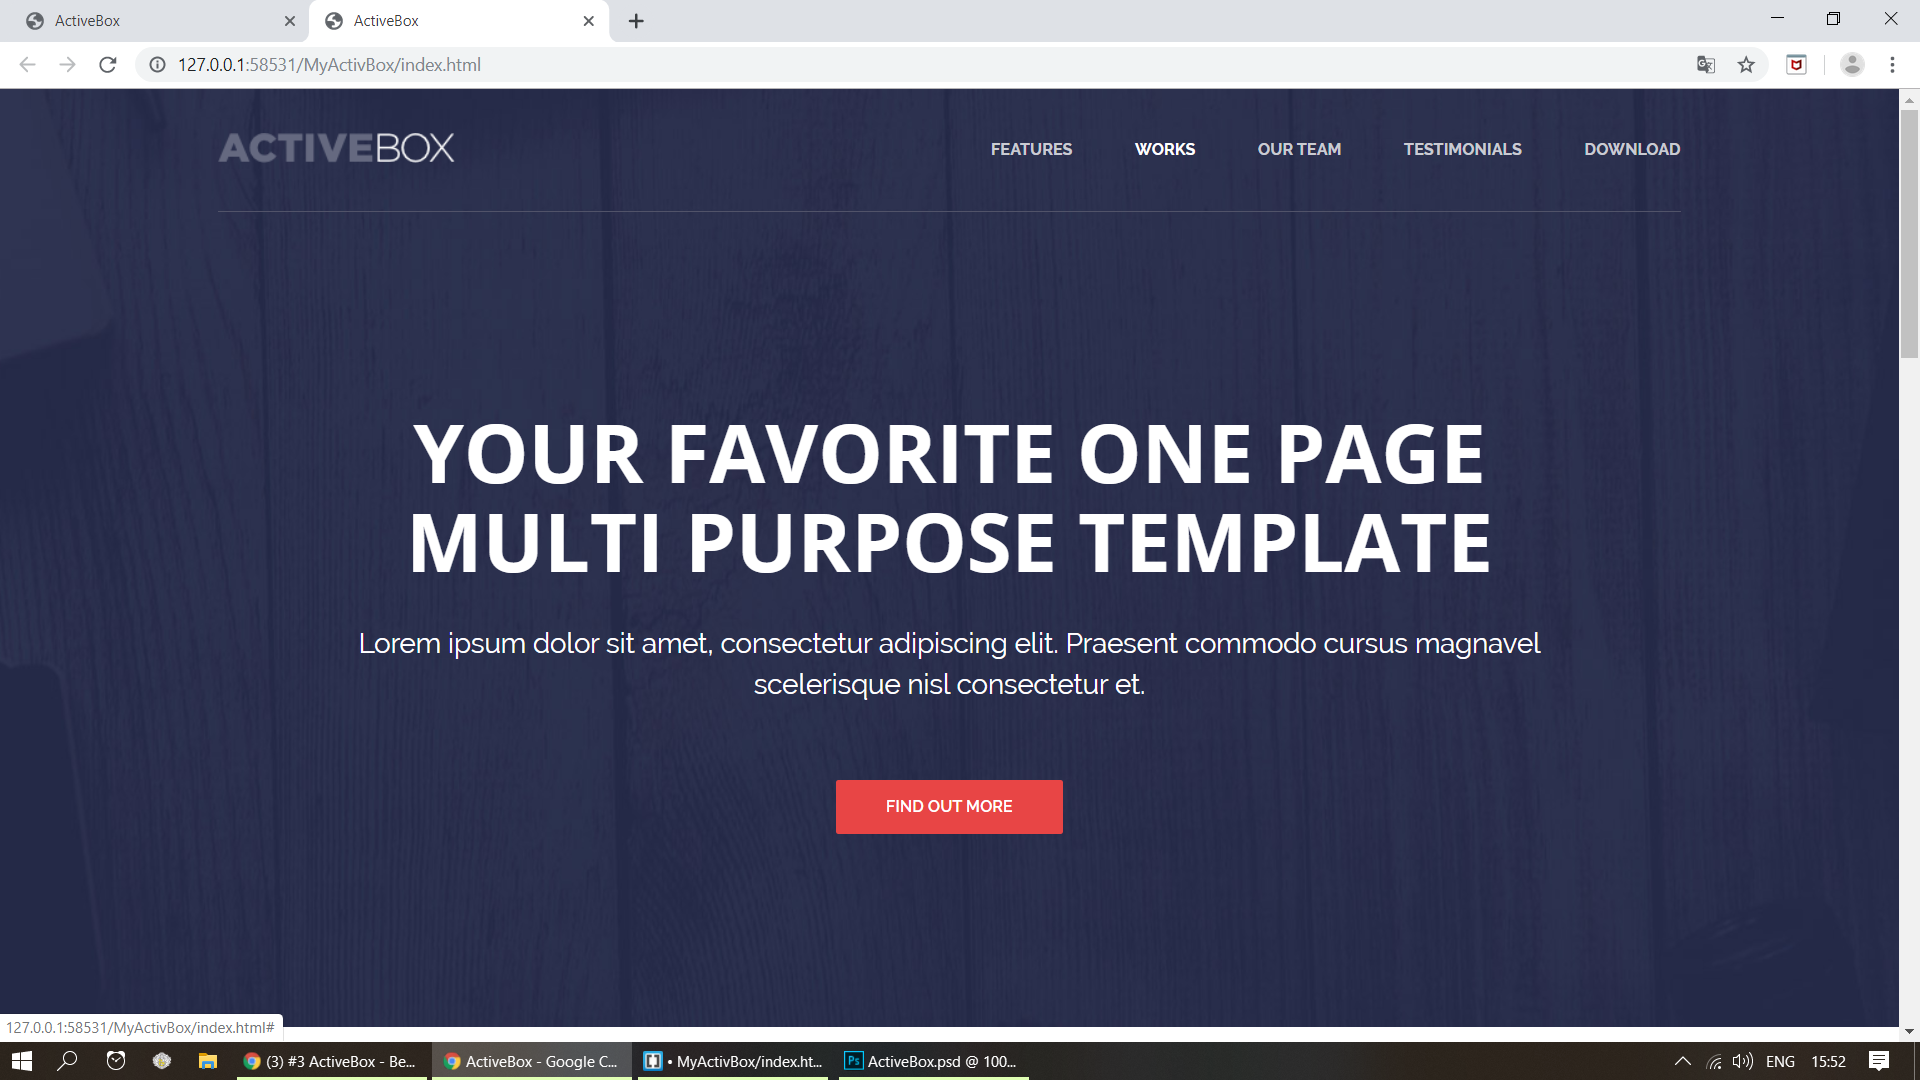 ActiveBox
ActiveBox
127.0.0.1:58531/MyActivBox/index.html
ACTIVEBOX
FEATURES WORKS OUR TEAM TESTIMONIALS DOWNLOAD
YOUR FAVORITE ONE PAGE
MULTI PURPOSE TEMPLATE
Lorem ipsum dolor sit amet, consectetur adipiscing elit. Praesent commodo cursus magnavel
scelerisque nisl consectetur et.
FIND OUT MORE
127.0.0.1:58531/MyActivBox/index.html#
(3) #3 ActiveBox - Be...
ActiveBox - Google C...
• MyActivBox/index.ht...
Ps
ActiveBox.psd @ 100...
ENG
15:52